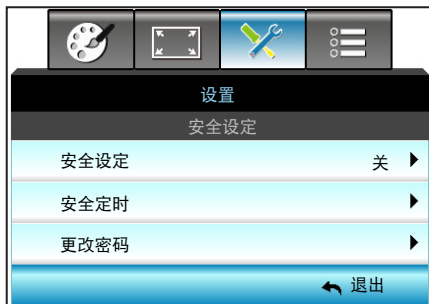 设置
安全设定
安全设定 关
安全定时
更改密码
退出